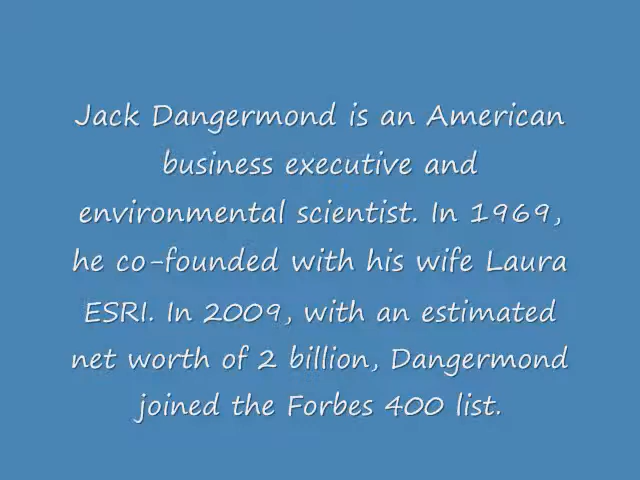 Jack Dangermond is an American
business executive and
environmental scientist. In 1969,
he co-founded with his wife Laura
ESRI. In 2009, with an estimated
net worth of 2 billion, Dangermond
joined the Forbes 400 list.